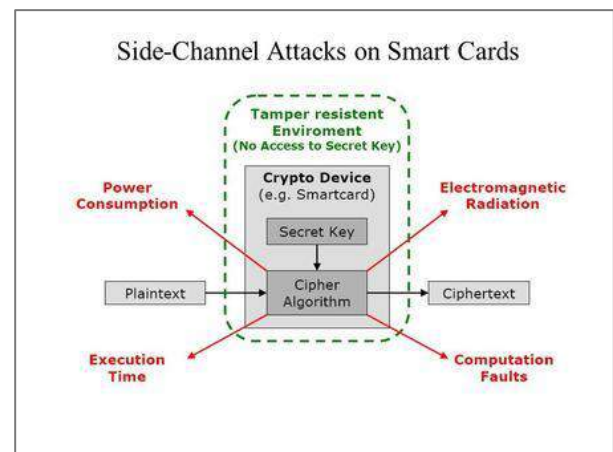 Side-Channel Attacks on Smart Cards
Tamper resistent
Enviroment
(No Access to Secret Key)
Crypto Device
(e.g. Smartcard)
Power
Consumption
Electromagnetic
Radiation
Secret Key
Plaintext
Cipher
Algorithm
Ciphertext
Execution
Time
Computation
Faults